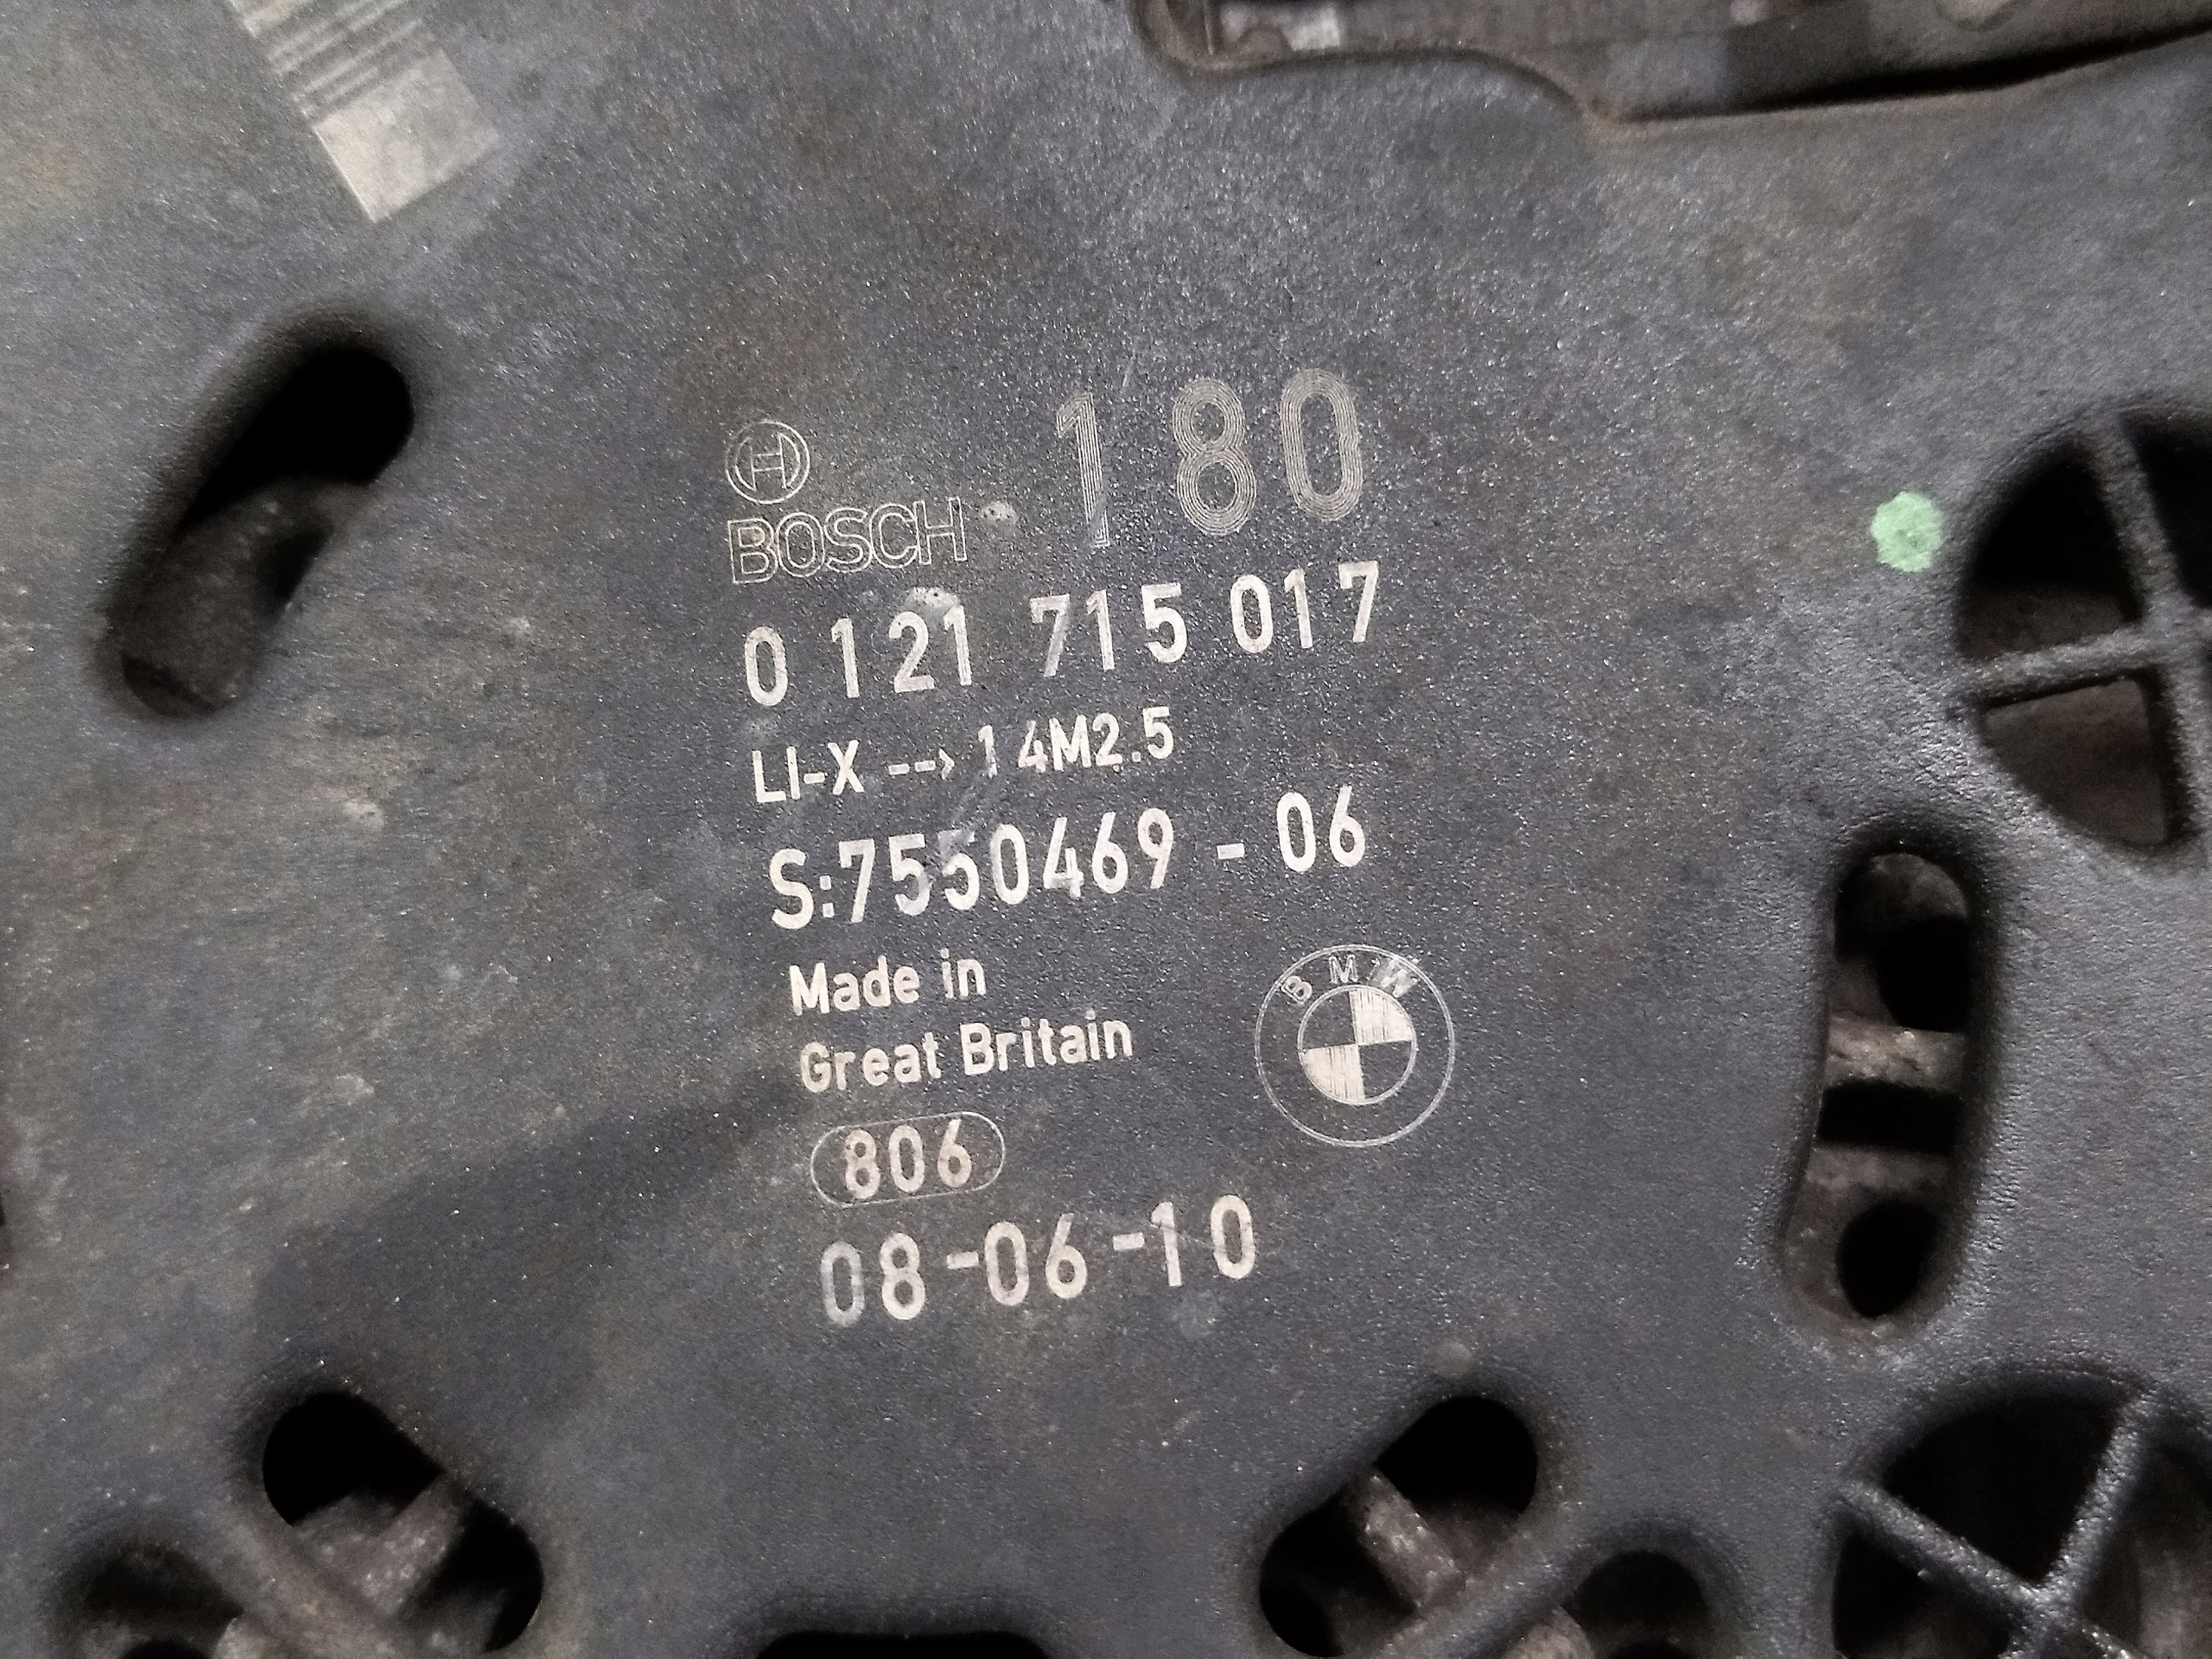 H
BOSCH 180
0 121 715 017
LI-X --> 14M2.5
S:7550469 - 06
Made in
Great Britain
BMW
806
08-06-10